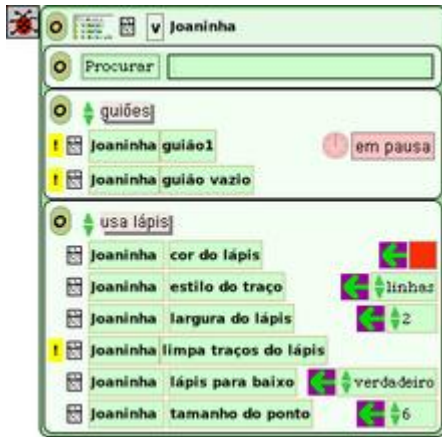 v Joaninha
Procurar
guiões
! Joaninha guião1 em pausa
! Joaninha guião vazio
usa lápis
Joaninha cor do lápis
Joaninha estilo do traço linhas
Joaninha largura do lápis 2
! Joaninha limpa traços do lápis
Joaninha lápis para baixo verdadeiro
Joaninha tamanho do ponto 6